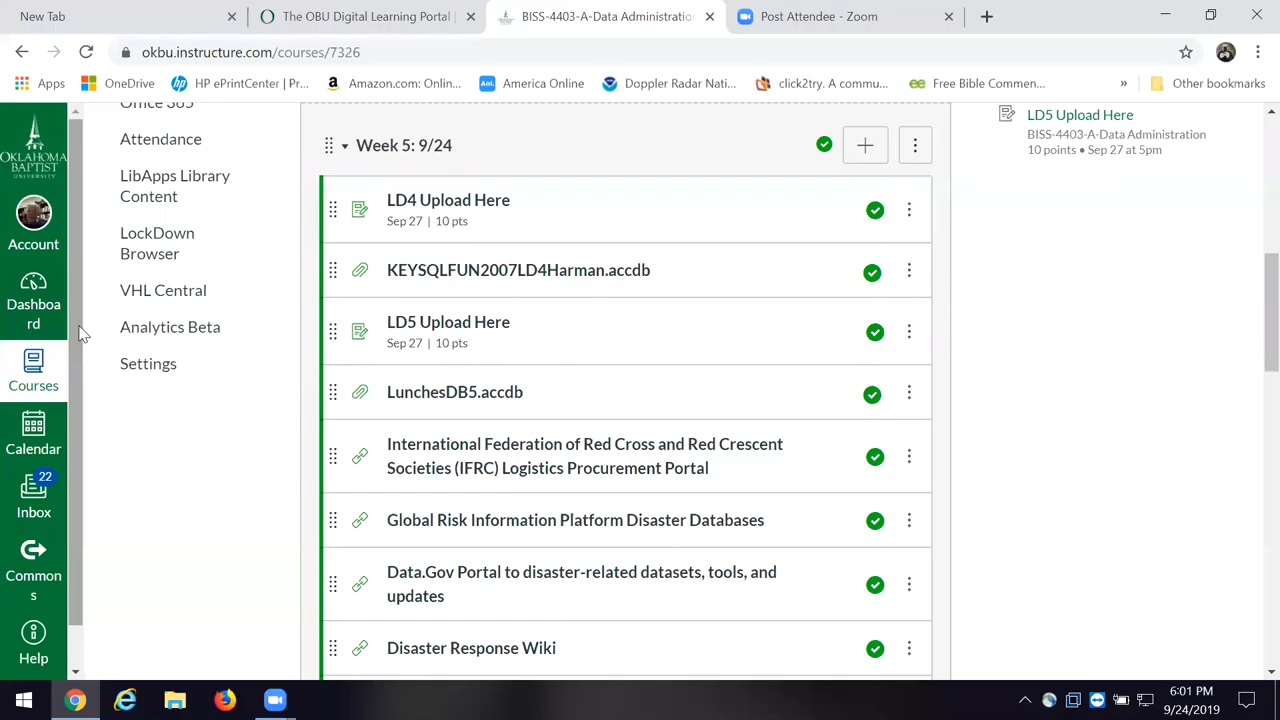 New Tab
The OBU Digital Learning Portal |
BISS-4403-A-Data Administration
Post Attendee - Zoom
okbu.instructure.com/courses/7326
Apps
OneDrive
HP ePrintCenter | Pr...
Amazon.com: Onlin...
America Online
Doppler Radar Nati...
click2try. A commu...
Free Bible Commen...
»
Other bookmarks
OKLAHOMA
BAPTIST
UNIVERSITY
Account
Dashboa
rd
Courses
Calendar
22
Inbox
Common
s
Help
Office 365
Attendance
LibApps Library
Content
LockDown
Browser
VHL Central
Analytics Beta
Settings
Week 5: 9/24
LD4 Upload Here
Sep 27 | 10 pts
KEYSQLFUN2007LD4Harman.accdb
LD5 Upload Here
Sep 27 | 10 pts
LunchesDB5.accdb
International Federation of Red Cross and Red Crescent
Societies (IFRC) Logistics Procurement Portal
Global Risk Information Platform Disaster Databases
Data.Gov Portal to disaster-related datasets, tools, and
updates
Disaster Response Wiki
LD5 Upload Here
BISS-4403-A-Data Administration
10 points • Sep 27 at 5pm
6:01 PM
9/24/2019